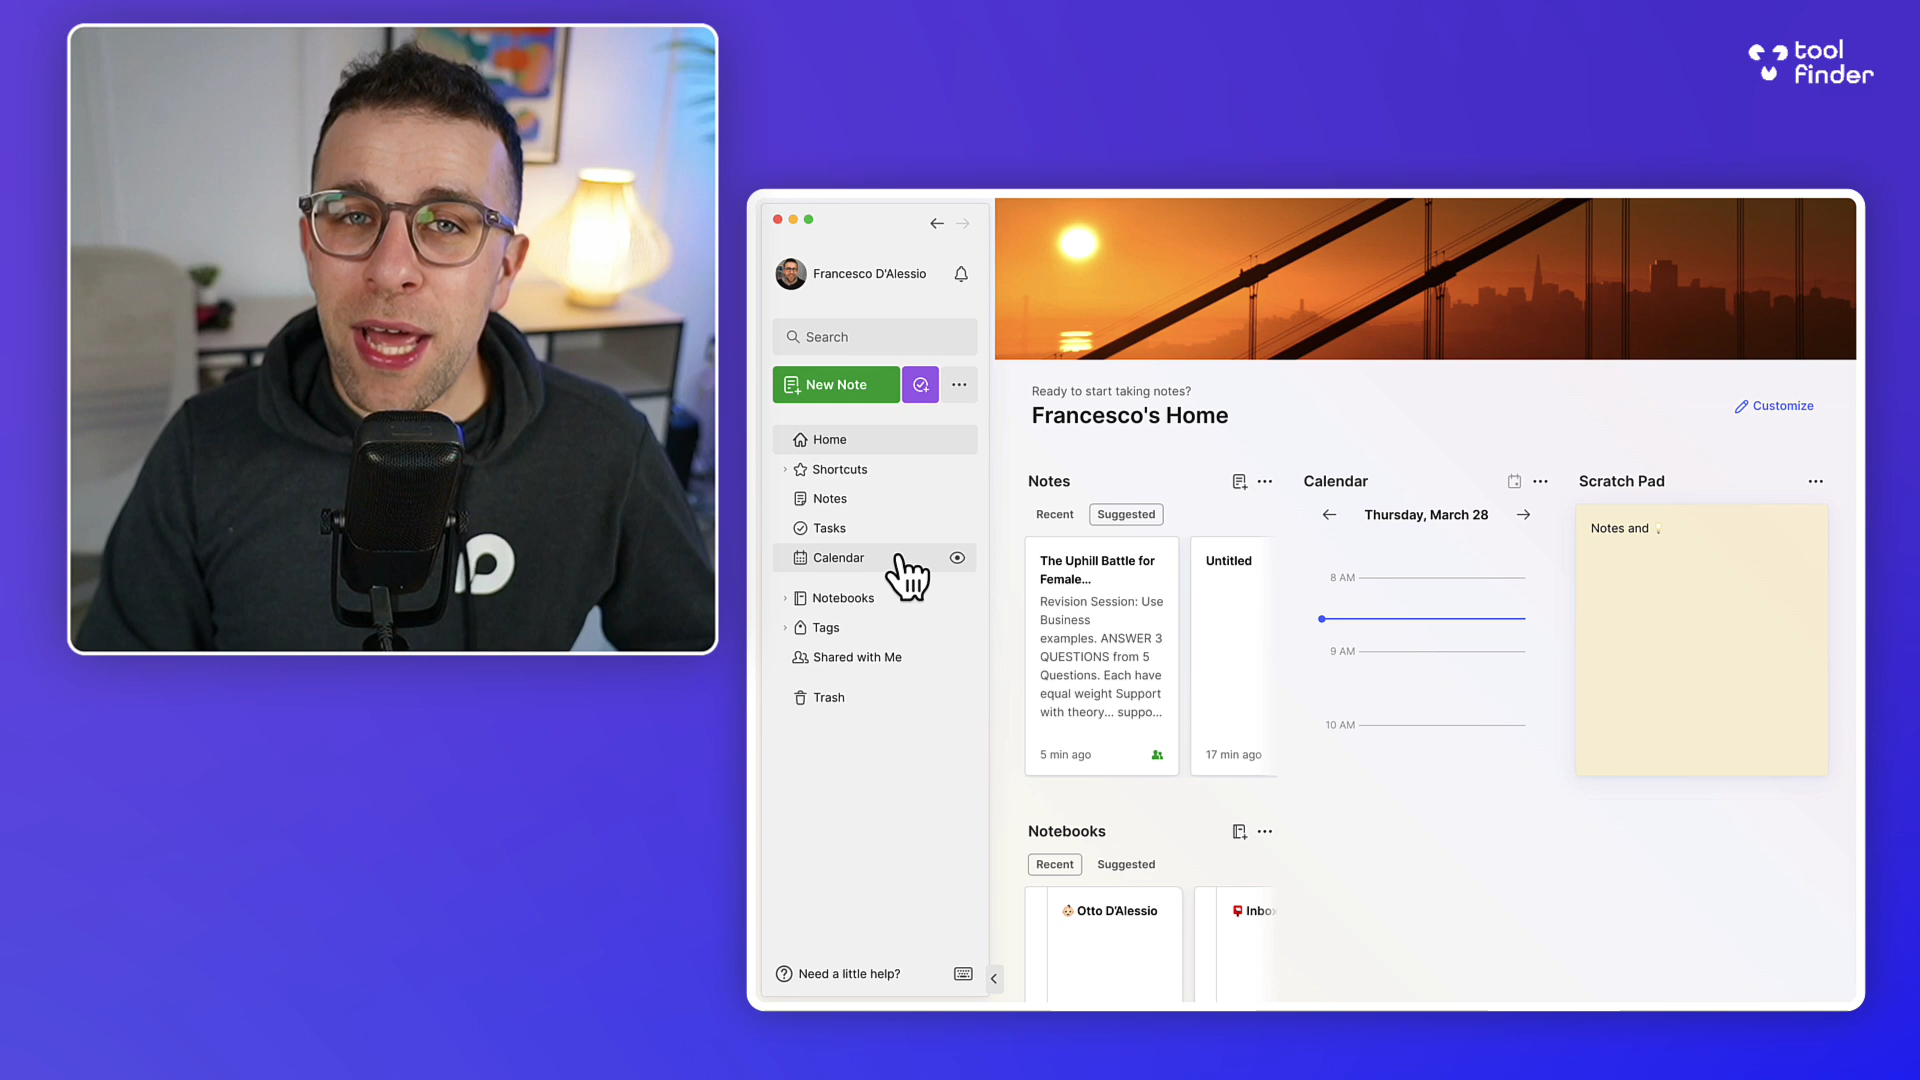 tool
finder
Francesco D'Alessio
Search
New Note
Home
Shortcuts
Notes
Tasks
Calendar
Notebooks
Tags
Shared with Me
Trash
Need a little help?
Ready to start taking notes?
Francesco's Home
Customize
Notes
Recent
Suggested
The Uphill Battle for
Female...
Revision Session: Use
Business
examples. ANSWER 3
QUESTIONS from 5
Questions. Each have
equal weight Support
with theory... suppo...
5 min ago
Untitled
17 min ago
Calendar
Thursday, March 28
8 AM
9 AM
10 AM
Scratch Pad
Notes and
Notebooks
Recent
Suggested
Otto D'Alessio
Inbox